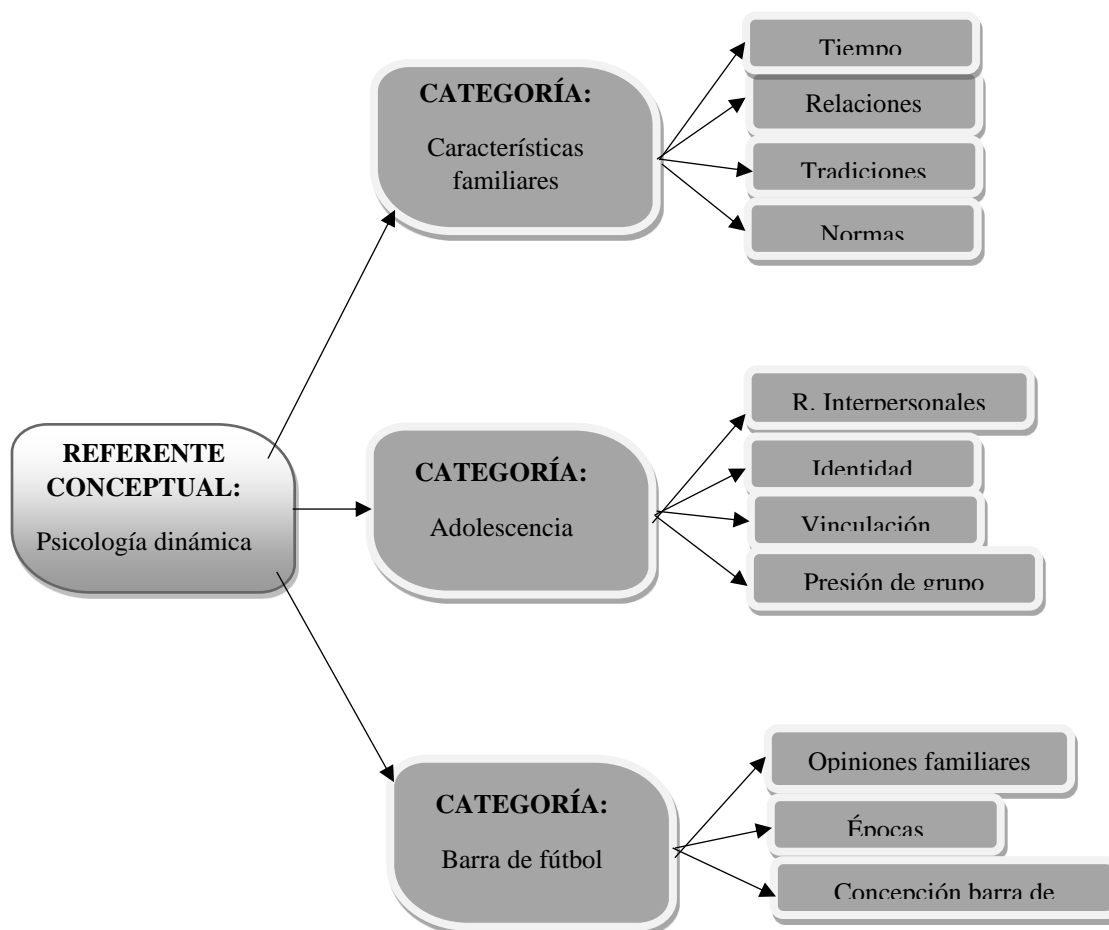 REFERENTE
CONCEPTUAL:
Psicología dinámica
CATEGORÍA:
Características
familiares
Tiempo
Relaciones
Tradiciones
Normas
CATEGORÍA:
Adolescencia
R. Interpersonales
Identidad
Vinculación
Presión de grupo
CATEGORÍA:
Barra de fútbol
Opiniones familiares
Épocas
Concepción barra de